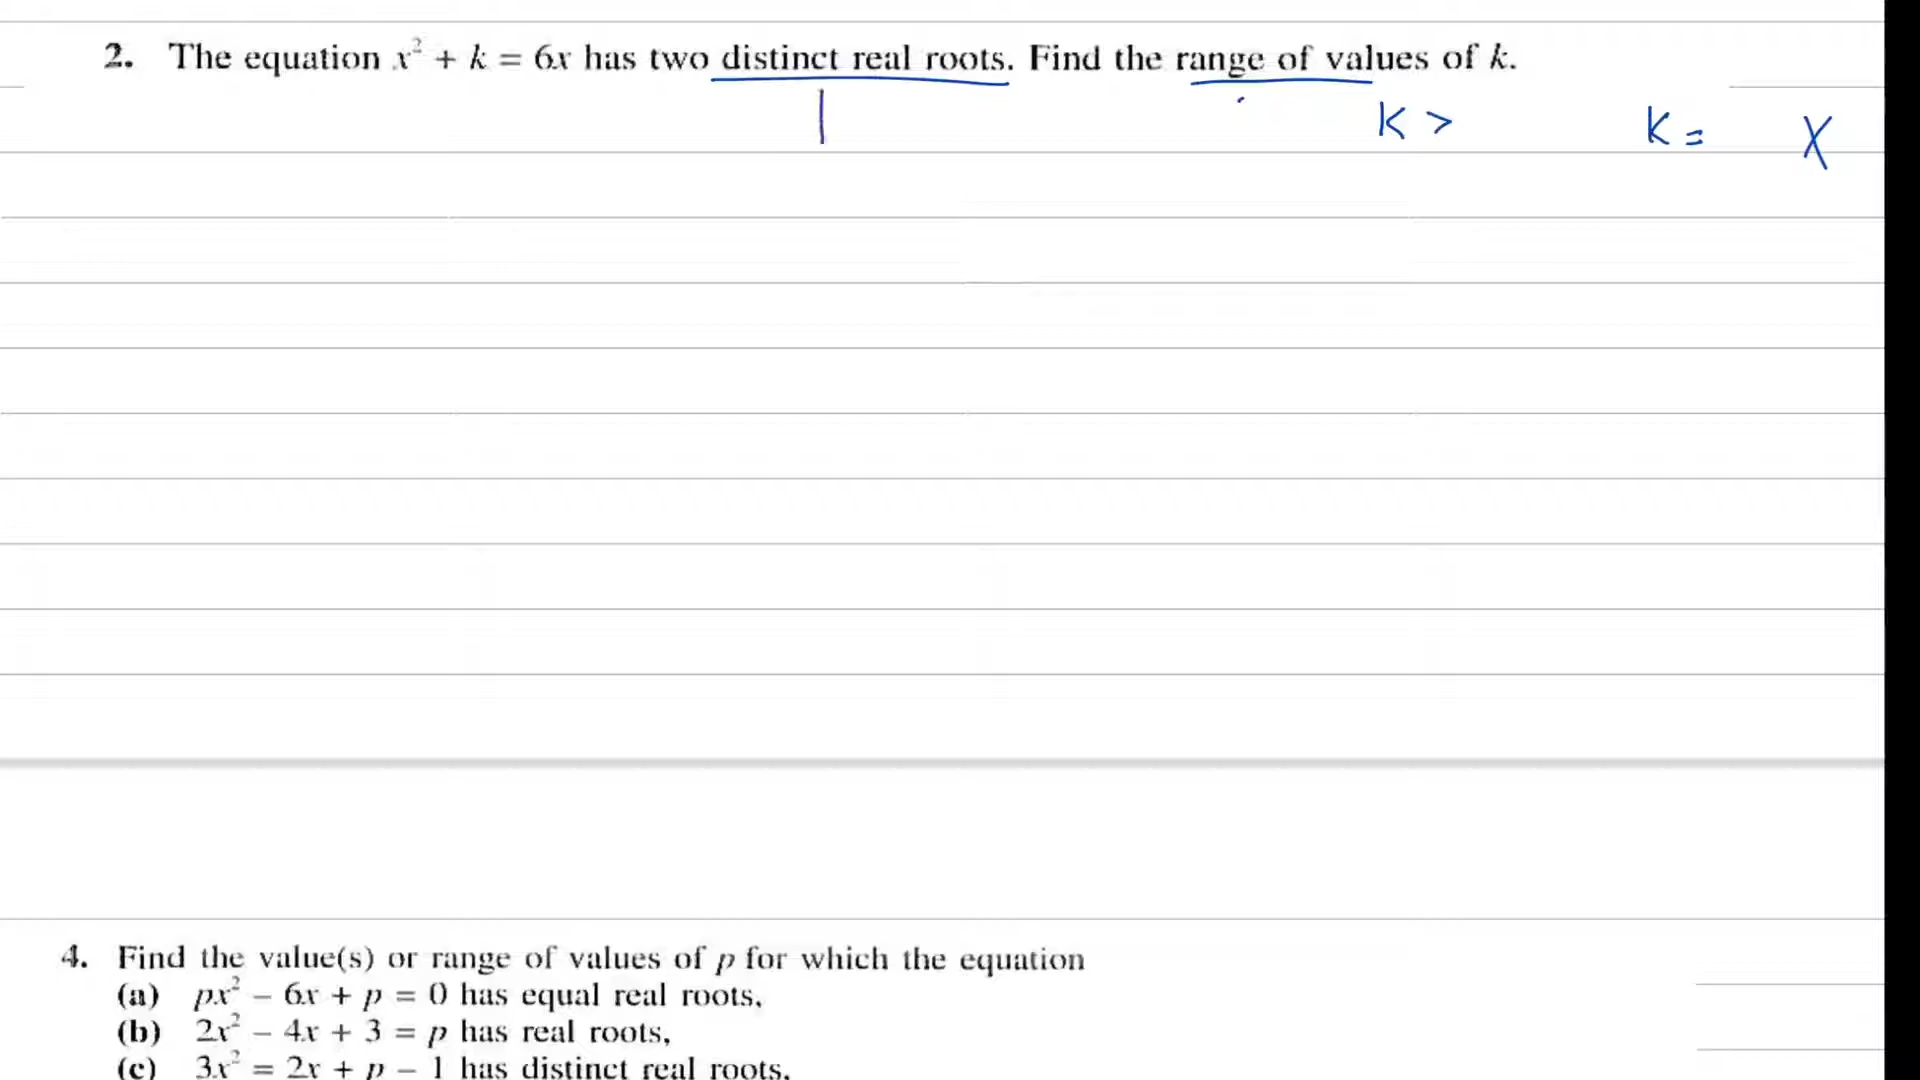 2. The equation x² + k = 6x has two distinct real roots. Find the range of values of k.
K > K = X
4. Find the value(s) or range of values of p for which the equation
(a) px² − 6x + p = 0 has equal real roots,
(b) 2x² − 4x + 3 = p has real roots,
(c) 3x² = 2x + p − 1 has distinct real roots,